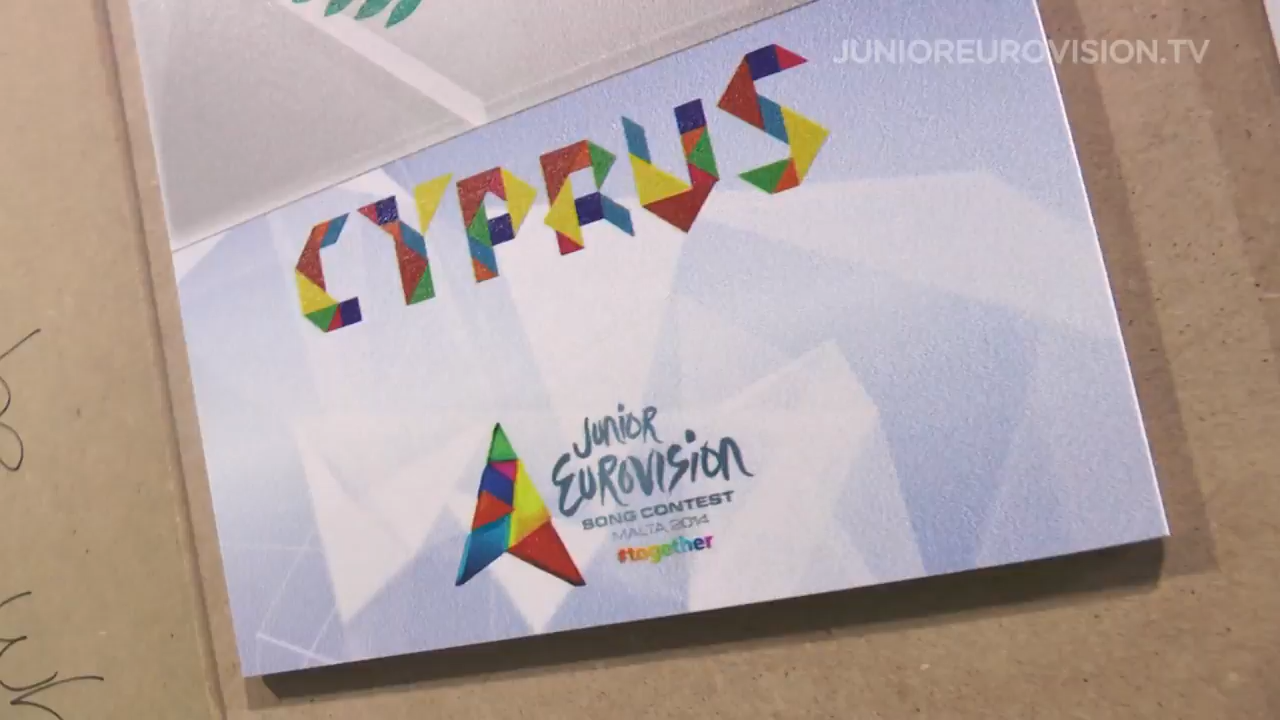 JUNIOREUROVISION.TV
CYPRUS
JUNIOR
EUROVISION
SONG CONTEST
MALTA 2014
#together